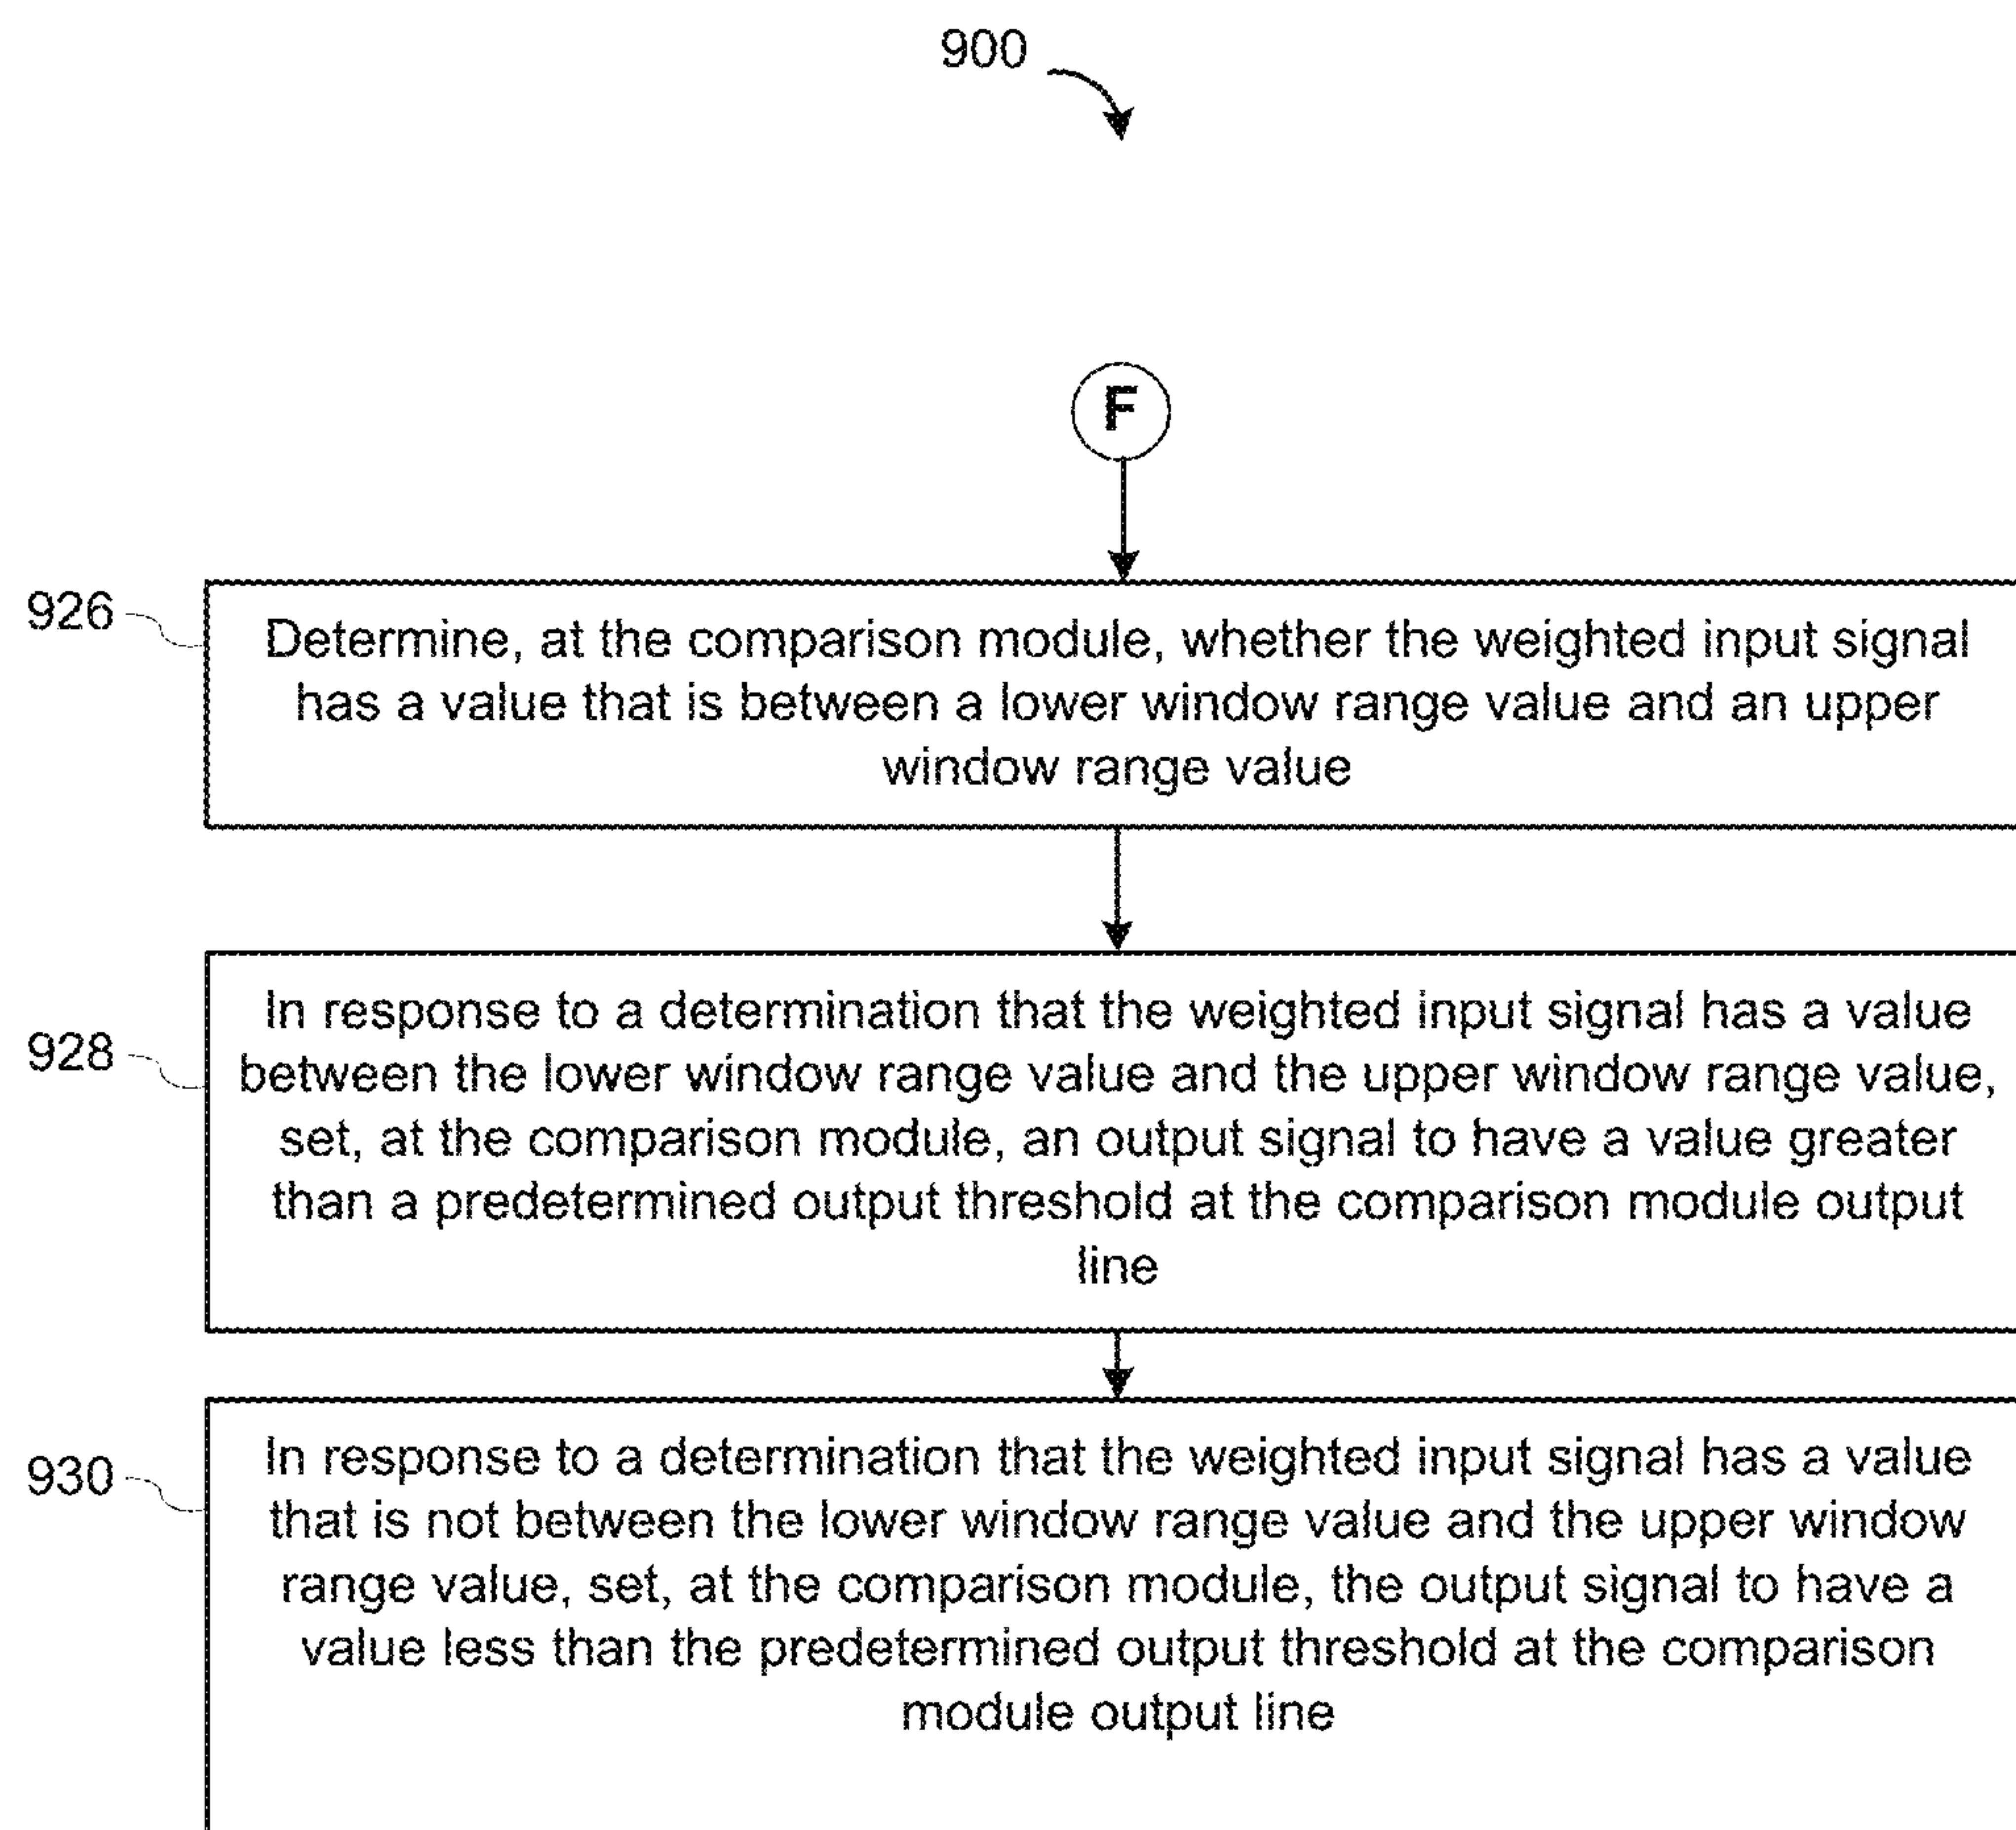 900
F
926
Determine, at the comparison module, whether the weighted input signal
has a value that is between a lower window range value and an upper
window range value
928
In response to a determination that the weighted input signal has a value
between the lower window range value and the upper window range value,
set, at the comparison module, an output signal to have a value greater
than a predetermined output threshold at the comparison module output
line
930
In response to a determination that the weighted input signal has a value
that is not between the lower window range value and the upper window
range value, set, at the comparison module, the output signal to have a
value less than the predetermined output threshold at the comparison
module output line